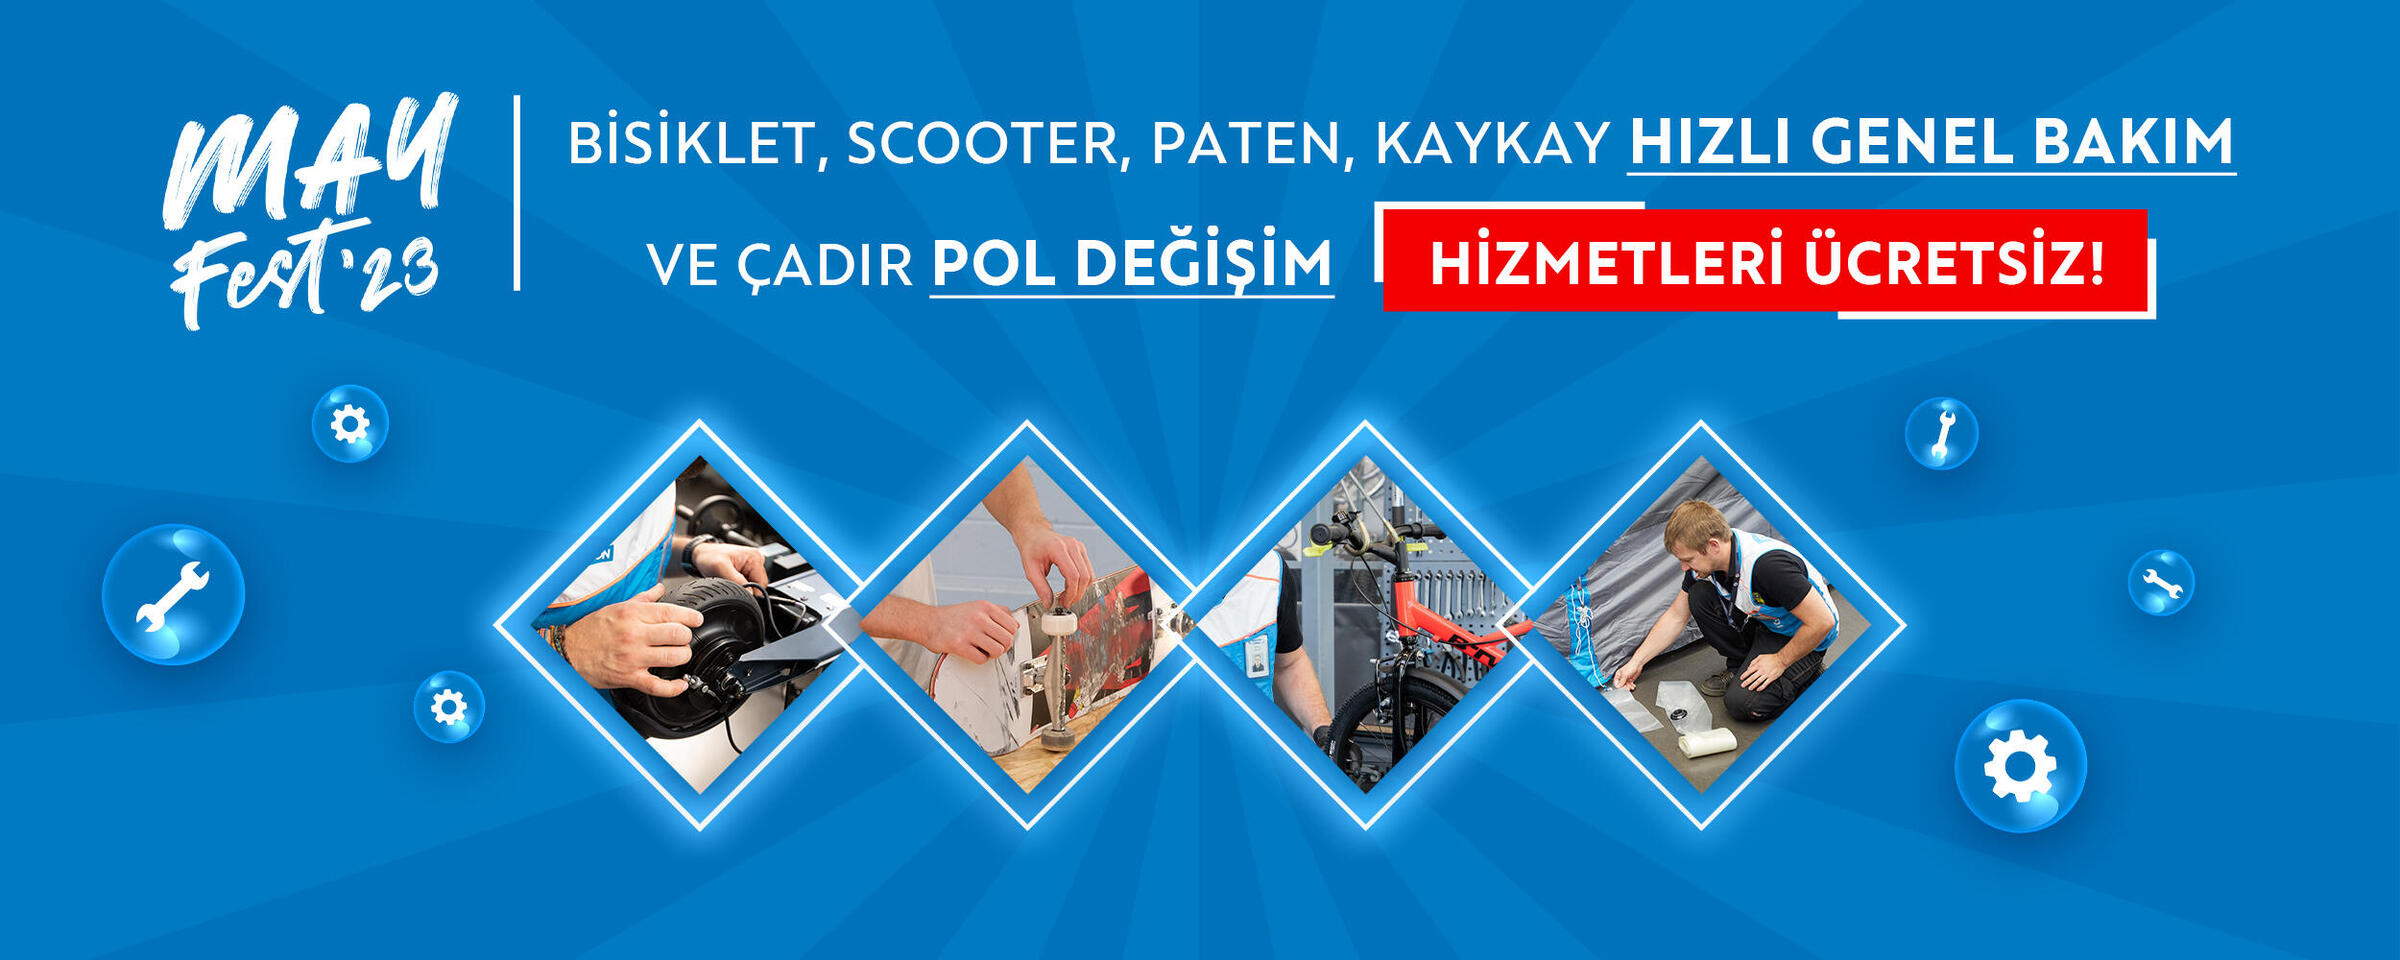 MAY
Fest'23
BİSİKLET, SCOOTER, PATEN, KAYKAY HIZLI GENEL BAKIM
VE ÇADIR POL DEĞİŞİM HİZMETLERİ ÜCRETSİZ!